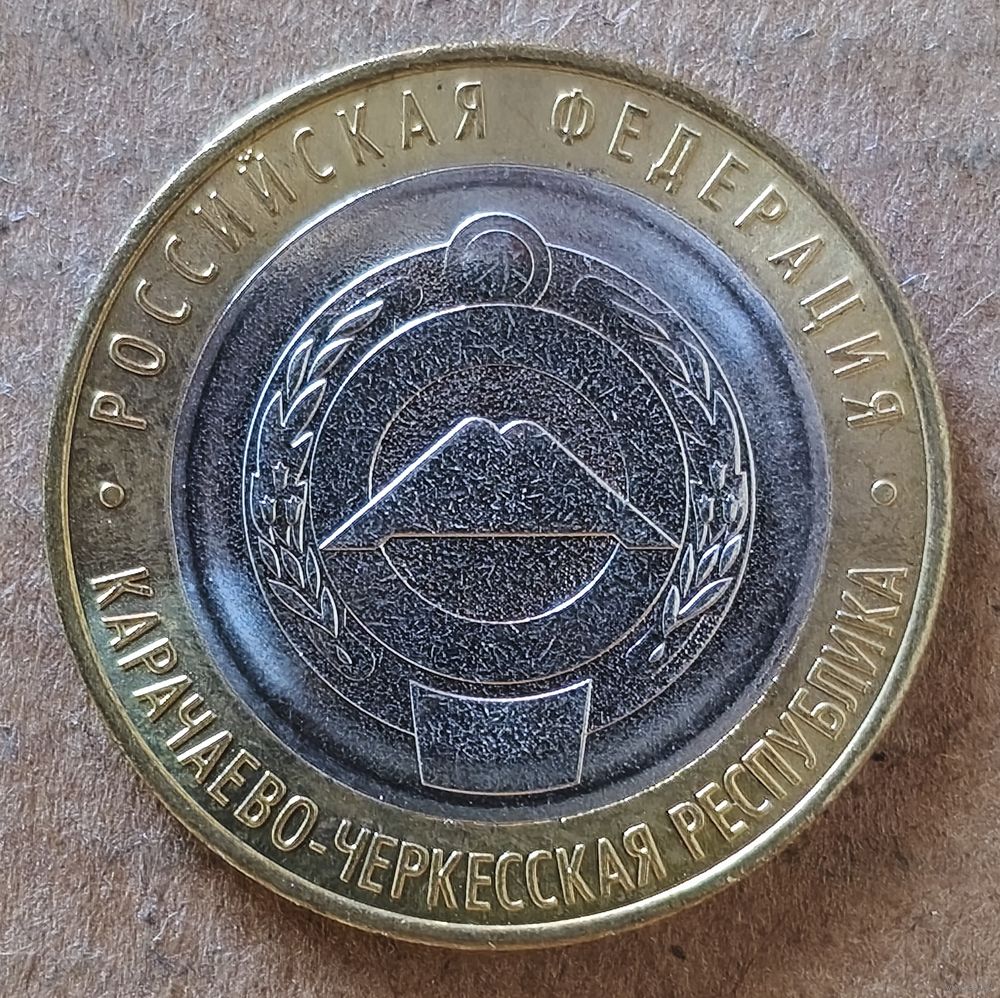 РОССИЙСКАЯ ФЕДЕРАЦИЯ
КАРАЧАЕВО-ЧЕРКЕССКАЯ РЕСПУБЛИКА